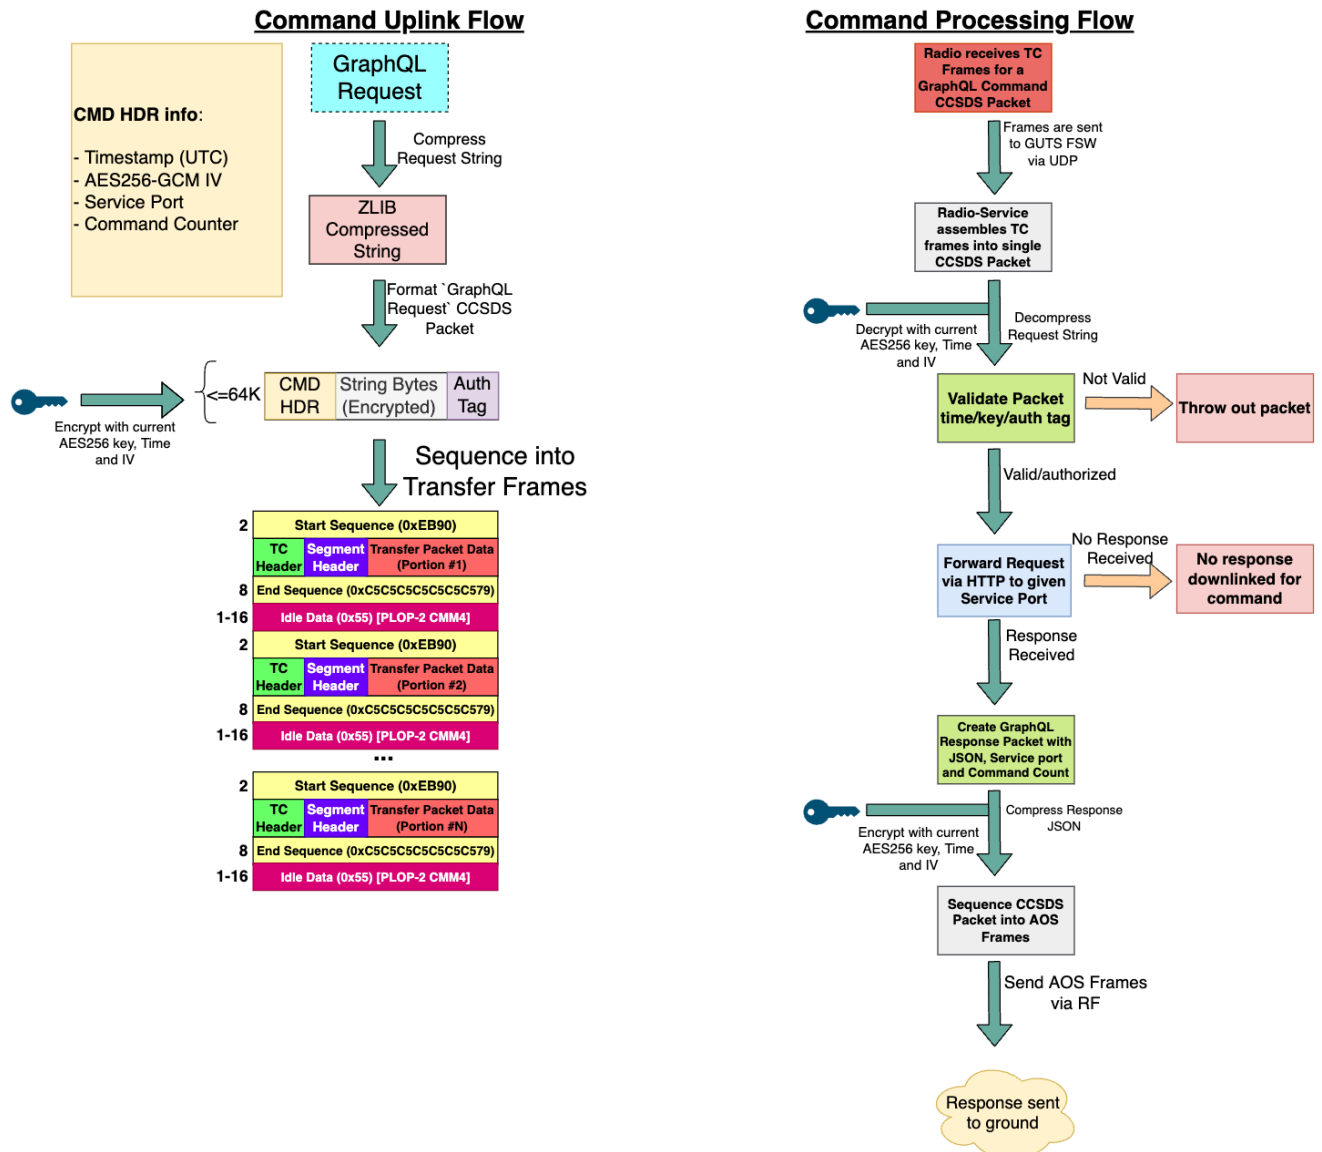 Command Uplink Flow
CMD HDR info:
- Timestamp (UTC)
- AES256-GCM IV
- Service Port
- Command Counter
GraphQL
Request
Compress
Request String
ZLIB
Compressed
String
Format `GraphQL
Request` CCSDS
Packet
Encrypt with current
AES256 key, Time
and IV
<=64K
CMD
HDR
String Bytes
(Encrypted)
Auth
Tag
Sequence into
Transfer Frames
2
Start Sequence (0xEB90)
TC
Header
Segment
Header
Transfer Packet Data
(Portion #1)
8
End Sequence (0xC5C5C5C5C5C5C579)
1-16
Idle Data (0x55) [PLOP-2 CMM4]
2
Start Sequence (0xEB90)
TC
Header
Segment
Header
Transfer Packet Data
(Portion #2)
8
End Sequence (0xC5C5C5C5C5C5C579)
1-16
Idle Data (0x55) [PLOP-2 CMM4]
...
2
Start Sequence (0xEB90)
TC
Header
Segment
Header
Transfer Packet Data
(Portion #N)
8
End Sequence (0xC5C5C5C5C5C5C579)
1-16
Idle Data (0x55) [PLOP-2 CMM4]
Command Processing Flow
Radio receives TC
Frames for a
GraphQL Command
CCSDS Packet
Frames are sent
to GUTS FSW
via UDP
Radio-Service
assembles TC
frames into single
CCSDS Packet
Decrypt with current
AES256 key, Time
and IV
Decompress
Request String
Validate Packet
time/key/auth tag
Not Valid
Throw out packet
Valid/authorized
Forward Request
via HTTP to given
Service Port
No Response
Received
No response
downlinked for
command
Response
Received
Create GraphQL
Response Packet with
JSON, Service port
and Command Count
Encrypt with current
AES256 key, Time
and IV
Compress Response
JSON
Sequence CCSDS
Packet into AOS
Frames
Send AOS Frames
via RF
Response sent
to ground